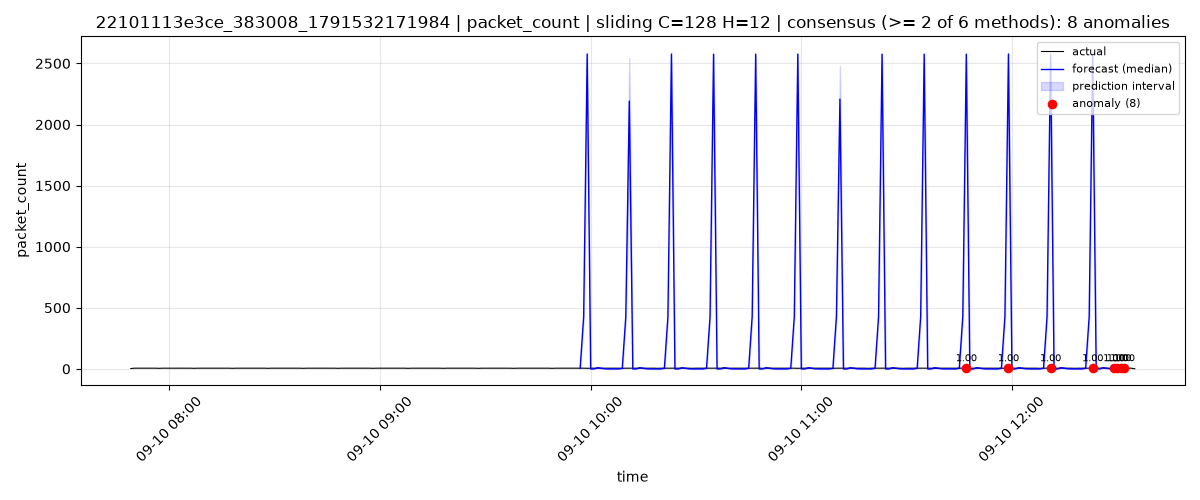 22101113e3ce_383008_1791532171984 | packet_count | sliding C=128 H=12 | consensus (>= 2 of 6 methods): 8 anomalies
packet_count
2500
2000
1500
1000
500
0
actual
forecast (median)
prediction interval
anomaly (8)
1.00
1.00
1.00
1.00
09-10 08:00
09-10 09:00
09-10 10:00
09-10 11:00
09-10 12:00
time